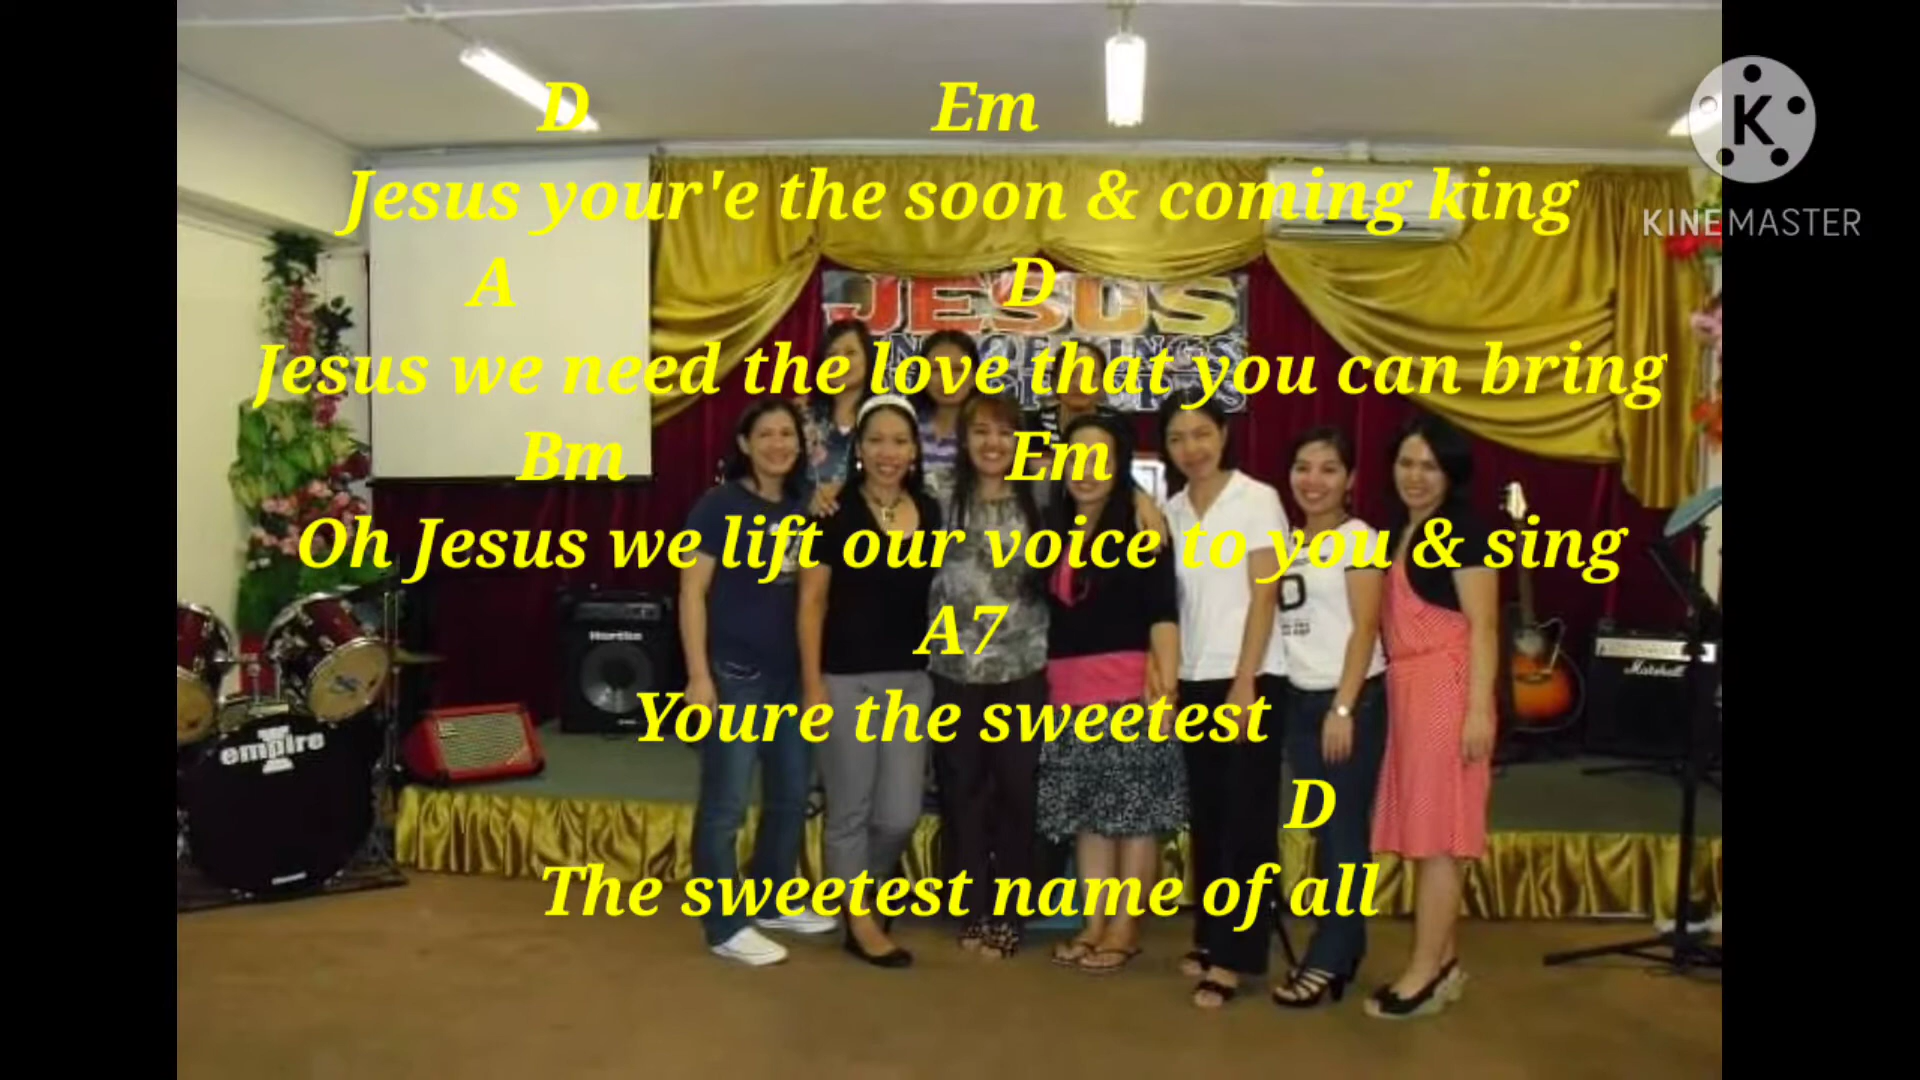 D Em
Jesus your'e the soon & coming king
A D
Jesus we need the love that you can bring
Bm Em
Oh Jesus we lift our voice to you & sing
A7
Youre the sweetest
D
The sweetest name of all
K
KINEMASTER
JESUS
Hartke
Marshall
empire